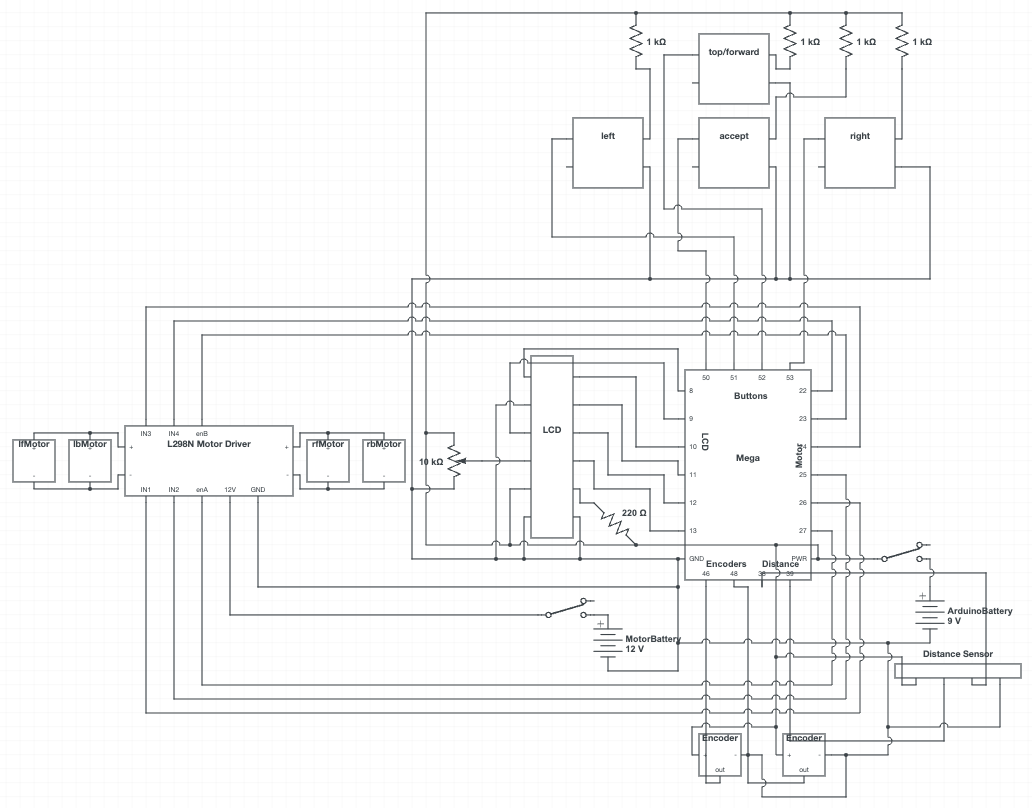 1 kΩ
1 kΩ
1 kΩ
1 kΩ
top/forward
left
accept
right
50 51 52 53
Buttons
8
22
9
23
LCD
IN3 IN4 enB
lfMotor
lbMotor
L298N Motor Driver
rfMotor
rbMotor
+ +
- -
- -
- -
IN1 IN2 enA 12V GND
10 kΩ
LCD
10
24
Mega
Motor
11
25
12
26
13
27
220 Ω
GND
PWR
Encoders
Distance
46 48 38 39
+
MotorBattery
12 V
+
ArduinoBattery
9 V
Distance Sensor
Encoder
+ -
out
Encoder
+ -
out